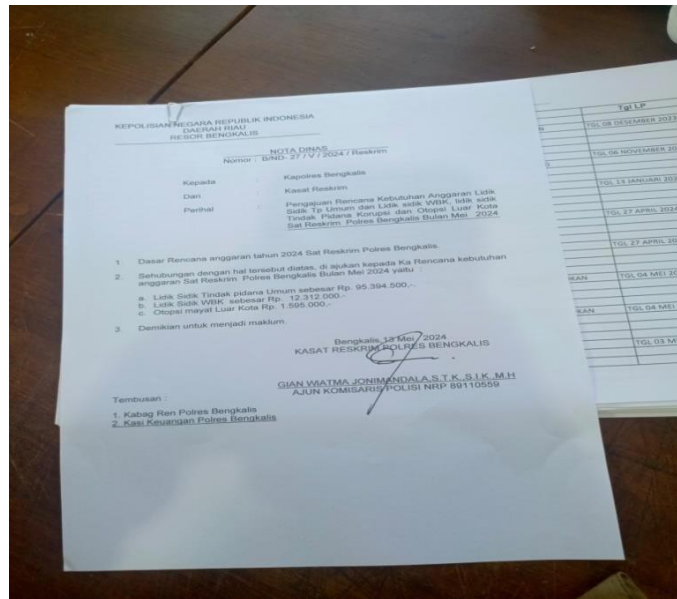 KEPOLISIAN NEGARA REPUBLIK INDONESIA
DAERAH RIAU
RESOR BENGKALIS
NOTA DINAS
Nomor : B/ND. 27 / V / 2024 / Reskrim
Kepada : Kapolres Bengkalis
Dari : Kasat Reskrim
Perihal : Pengajuan Rencana Kebutuhan Anggaran Lidik
Sidik Tp Umum dan Lidik sidik WBK, lidik sidik
Tindak Pidana Korupsi dan Otopsi Luar Kota
Sat Reskrim Polres Bengkalis Bulan Mei 2024
1. Dasar Rencana anggaran tahun 2024 Sat Reskrim Polres Bengkalis.
2. Sehubungan dengan hal tersebut diatas, di ajukan kepada Ka Rencana kebutuhan
anggaran Sat Reskrim Polres Bengkalis Bulan Mei 2024 yaitu :
a. Lidik Sidik Tindak pidana Umum sebesar Rp. 95.394.500,-.
b. Lidik Sidik WBK sebesar Rp. 12.312.000,-
c. Otopsi mayat Luar Kota Rp. 1.595.000,-
3. Demikian untuk menjadi maklum.
Bengkalis, 13 Mei 2024
KASAT RESKRIM POLRES BENGKALIS
GIAN WIATMA JONIMANDALA,S.T.K.,S.I.K.,M.H
AJUN KOMISARIS POLISI NRP 89110559
Tembusan :
1. Kabag Ren Polres Bengkalis
2. Kasi Keuangan Polres Bengkalis
Tgl LP
TGL 08 DESEMBER 2023
TGL 06 NOVEMBER 20
TGL 13 JANUARI 202
TGL 27 APRIL 2024
TGL 27 APRIL 20
KAN TGL 04 MEI 20
KAN TGL 04 MEI
TGL 03 M